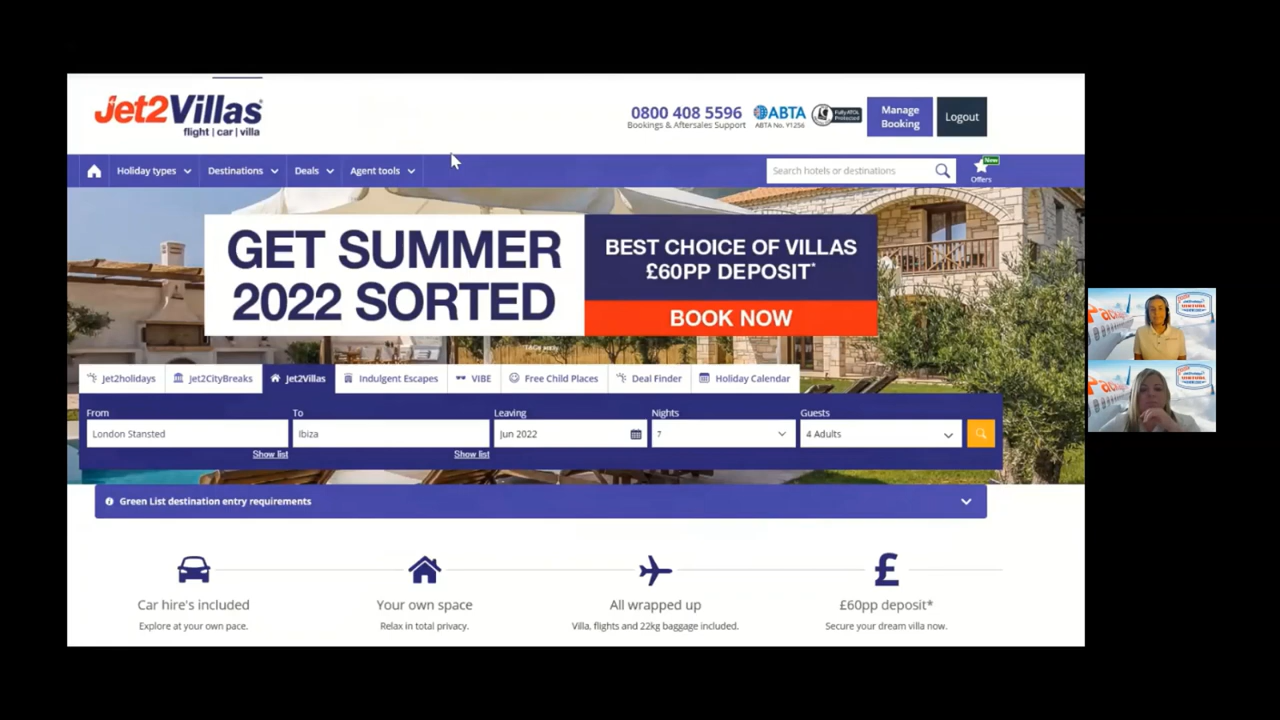 Jet2Villas
flight | car | villa
0800 408 5596
Bookings & Aftersales Support
ABTA
ABTA No. Y1256
Fully ATOL
Protected
Manage
Booking
Logout
Holiday types
Destinations
Deals
Agent tools
Search hotels or destinations
New
Offers
GET SUMMER
2022 SORTED
BEST CHOICE OF VILLAS
£60PP DEPOSIT*
BOOK NOW
T&Cs apply
Jet2holidays
Jet2CityBreaks
Jet2Villas
Indulgent Escapes
VIBE
Free Child Places
Deal Finder
Holiday Calendar
From
To
Leaving
Nights
Guests
London Stansted
Ibiza
Jun 2022
7
4 Adults
Show list
Show list
Green List destination entry requirements
£
Car hire's included
Your own space
All wrapped up
£60pp deposit*
Explore at your own pace.
Relax in total privacy.
Villa, flights and 22kg baggage included.
Secure your dream villa now.